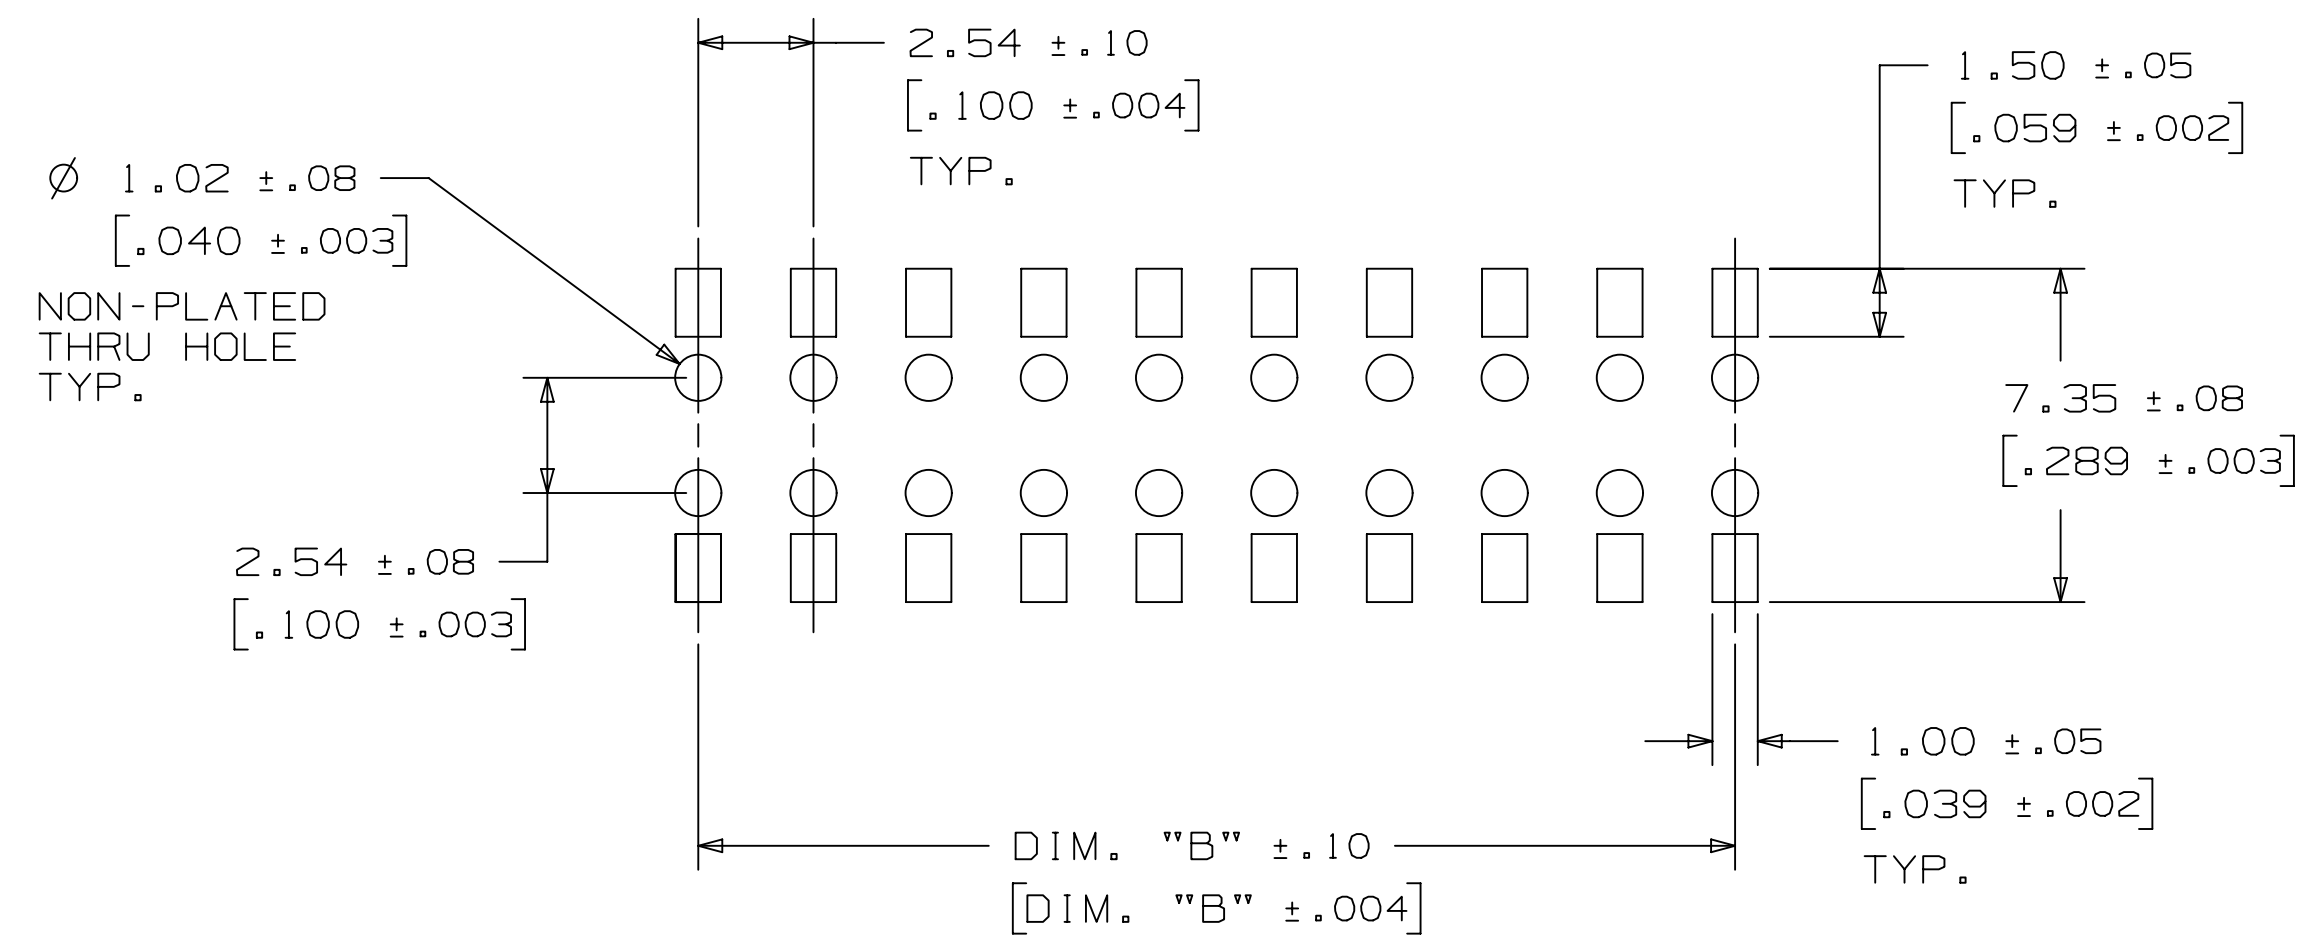 2.54 ±.10
[.100 ±.004]
TYP.
1.50 ±.05
[.059 ±.002]
TYP.
Ø 1.02 ±.08
[.040 ±.003]
NON-PLATED
THRU HOLE
TYP.
7.35 ±.08
[.289 ±.003]
2.54 ±.08
[.100 ±.003]
1.00 ±.05
[.039 ±.002]
TYP.
DIM. "B" ±.10
[DIM. "B" ±.004]